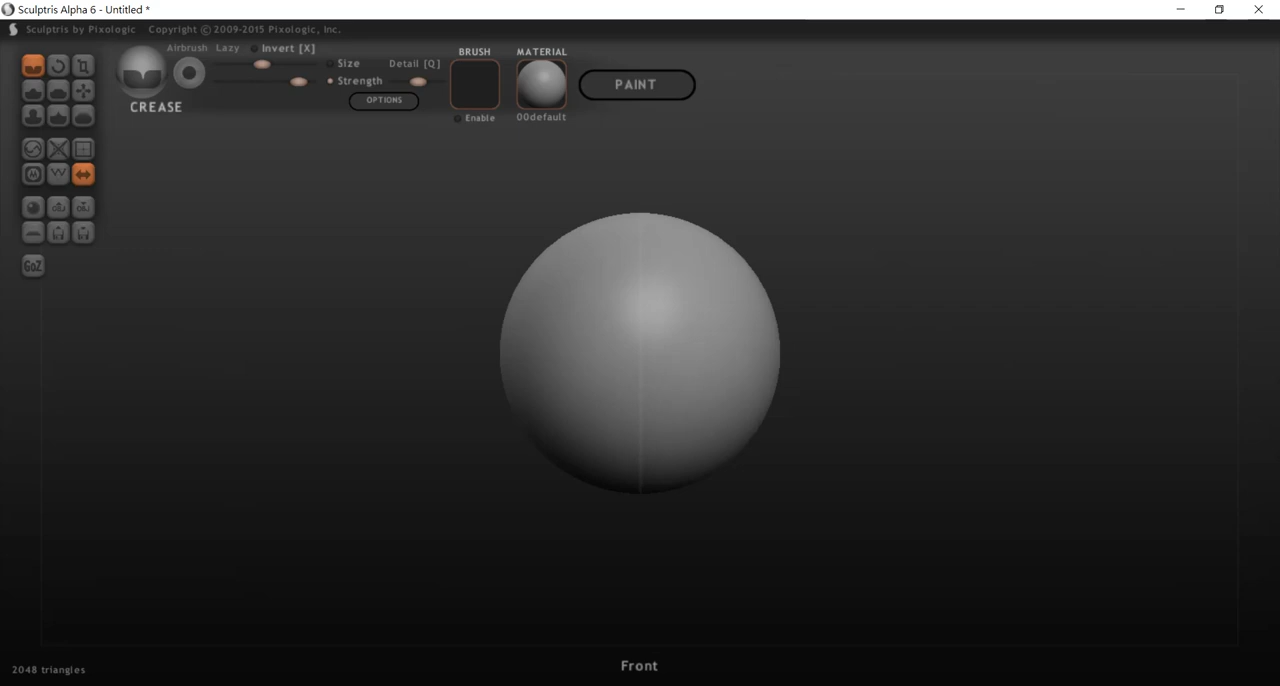 Sculptris Alpha 6 - Untitled *
Sculptris by Pixologic Copyright © 2009-2015 Pixologic, Inc.
Airbrush Lazy Invert [X]
Size Detail [Q]
Strength
OPTIONS
CREASE
BRUSH
Enable
MATERIAL
00default
PAINT
GoZ
2048 triangles
Front